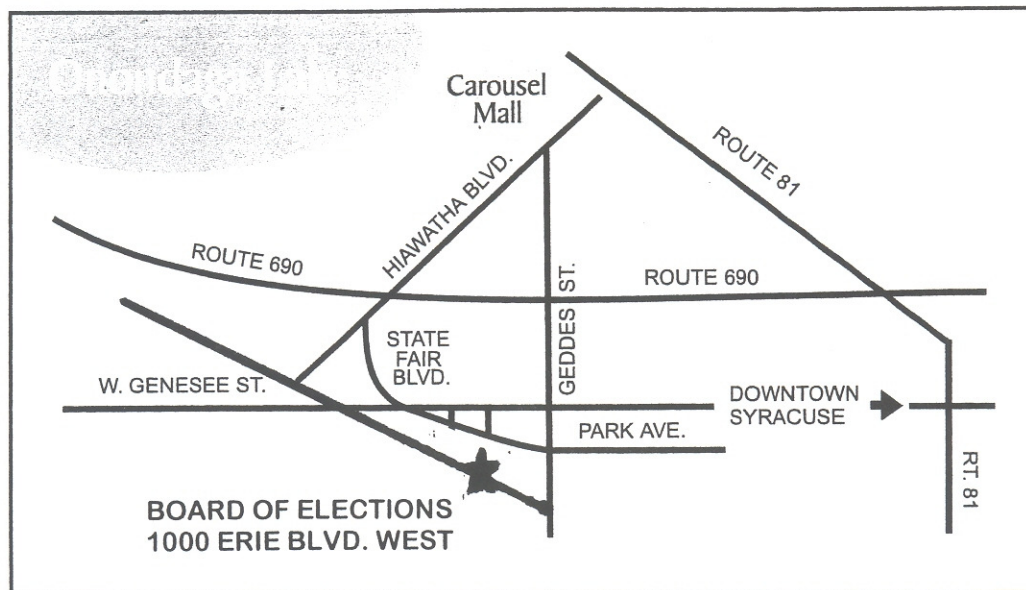 Onondaga Lake
Carousel
Mall
ROUTE 81
HIAWATHA BLVD.
ROUTE 690
ROUTE 690
GEDDES ST.
STATE
FAIR
BLVD.
W. GENESEE ST.
DOWNTOWN
SYRACUSE
PARK AVE.
RT. 81
BOARD OF ELECTIONS
1000 ERIE BLVD. WEST